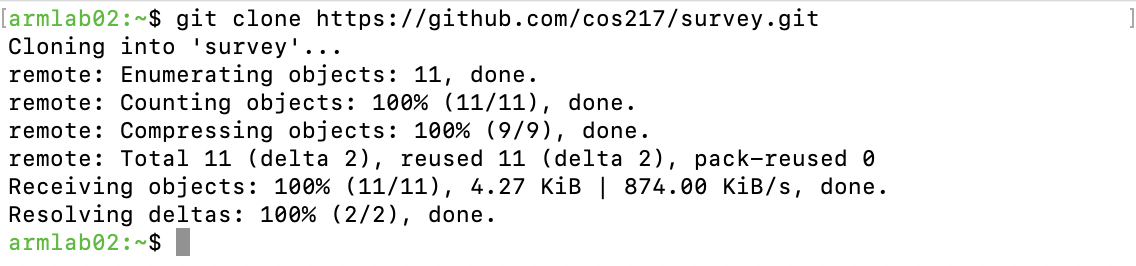 [armlab02:~$ git clone https://github.com/cos217/survey.git ]
Cloning into 'survey'...
remote: Enumerating objects: 11, done.
remote: Counting objects: 100% (11/11), done.
remote: Compressing objects: 100% (9/9), done.
remote: Total 11 (delta 2), reused 11 (delta 2), pack-reused 0
Receiving objects: 100% (11/11), 4.27 KiB | 874.00 KiB/s, done.
Resolving deltas: 100% (2/2), done.
armlab02:~$